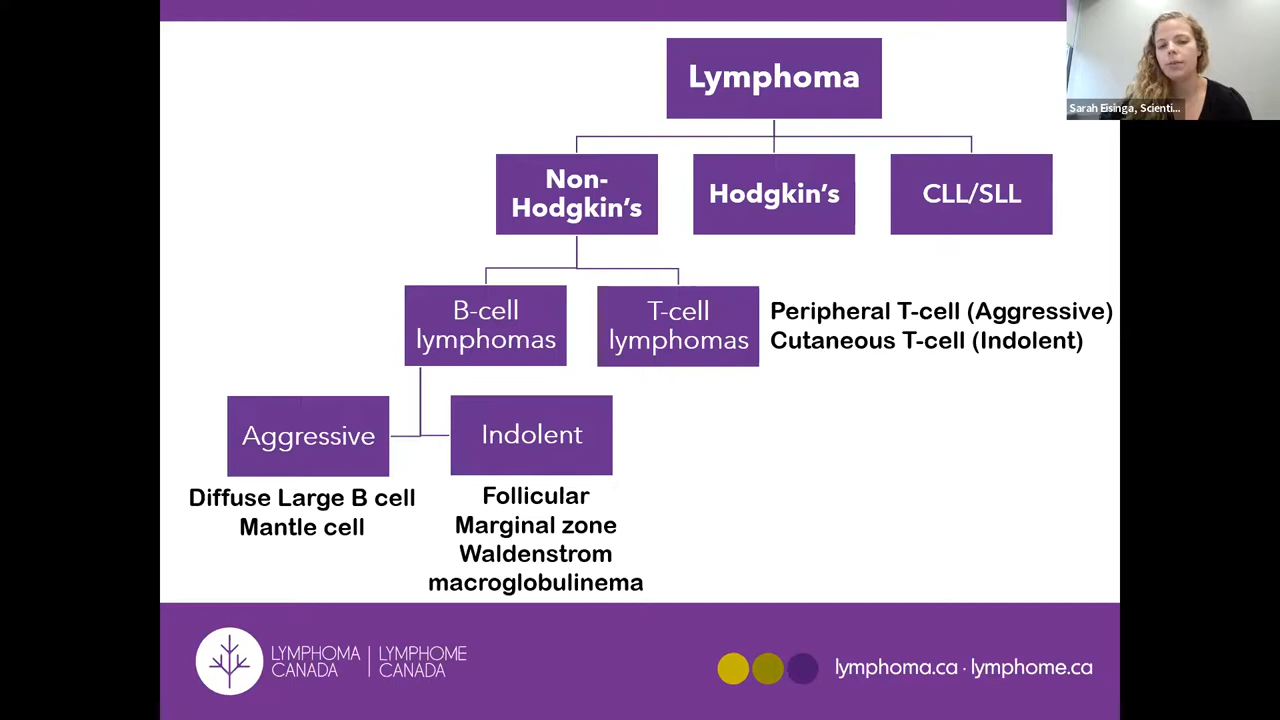 Lymphoma
Sarah Eisinga, Scienti...
Non-
Hodgkin's
Hodgkin's
CLL/SLL
B-cell
lymphomas
T-cell
lymphomas
Peripheral T-cell (Aggressive)
Cutaneous T-cell (Indolent)
Aggressive
Indolent
Diffuse Large B cell
Mantle cell
Follicular
Marginal zone
Waldenstrom
macroglobulinema
LYMPHOMA
CANADA
LYMPHOME
CANADA
lymphoma.ca · lymphome.ca